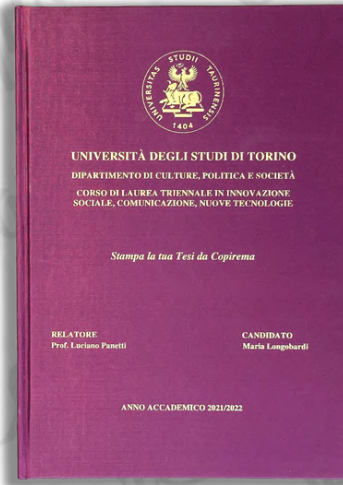 UNIVERSITAS STUDII TAURINENSE
1404
UNIVERSITÀ DEGLI STUDI DI TORINO
DIPARTIMENTO DI CULTURE, POLITICA E SOCIETÀ
CORSO DI LAUREA TRIENNALE IN INNOVAZIONE
SOCIALE, COMUNICAZIONE, NUOVE TECNOLOGIE
Stampa la tua Tesi da Copirema
RELATORE
Prof. Luciano Panetti
CANDIDATO
Maria Longobardi
ANNO ACCADEMICO 2021/2022